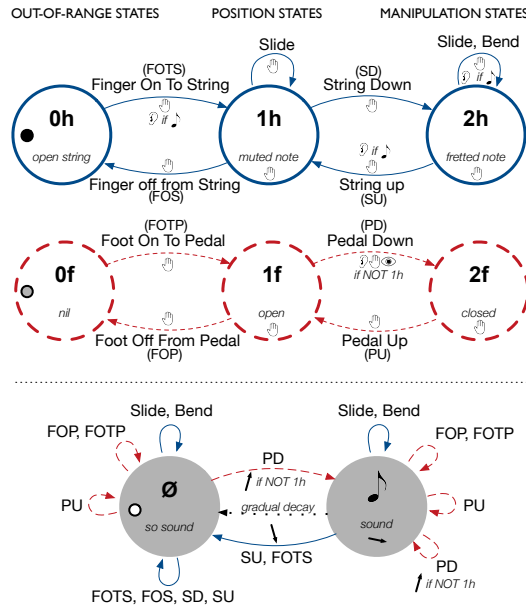 OUT-OF-RANGE STATES POSITION STATES MANIPULATION STATES
Slide Slide, Bend
(FOTS) (SD)
Finger On To String String Down
if if
0h 1h 2h
if
open string muted note fretted note
Finger off from String String up
(FOS) (SU)
(FOTP) (PD)
Foot On To Pedal Pedal Down
0f 1f if NOT 1h 2f
nil open closed
Foot Off From Pedal Pedal Up
(FOP) (PU)
Slide, Bend Slide, Bend
FOP, FOTP FOP, FOTP
PD
if NOT 1h
Ø
PU gradual decay PU
so sound sound
SU, FOTS
PD
if NOT 1h
FOTS, FOS, SD, SU